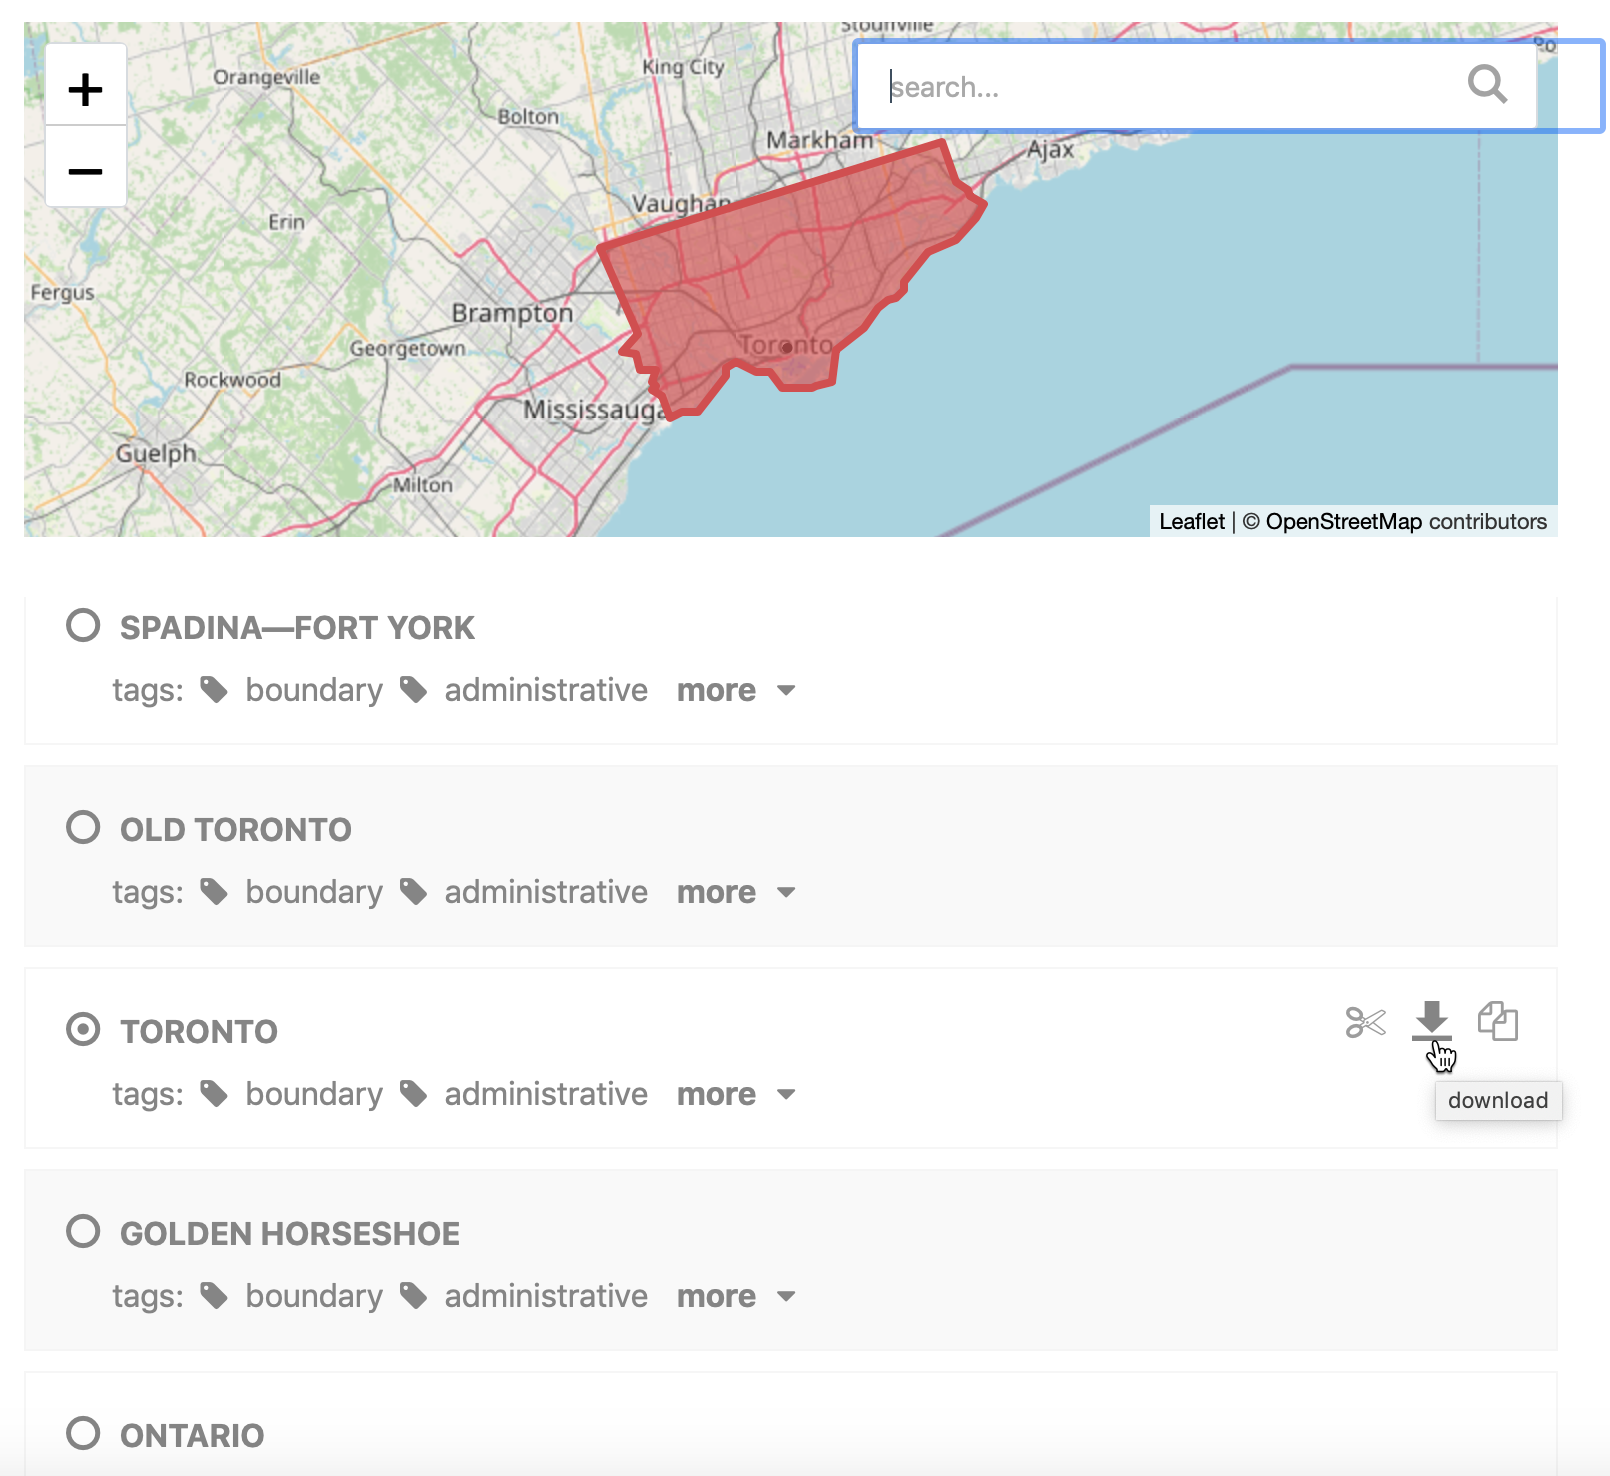 Stouffville
Orangeville
King City
search...
Po
Bolton
Markham
Ajax
Vaughan
Erin
Fergus
Brampton
Toronto
Georgetown
Rockwood
Mississauga
Guelph
Milton
Leaflet | © OpenStreetMap contributors
SPADINA—FORT YORK
tags: boundary administrative more
OLD TORONTO
tags: boundary administrative more
TORONTO
tags: boundary administrative more
download
GOLDEN HORSESHOE
tags: boundary administrative more
ONTARIO